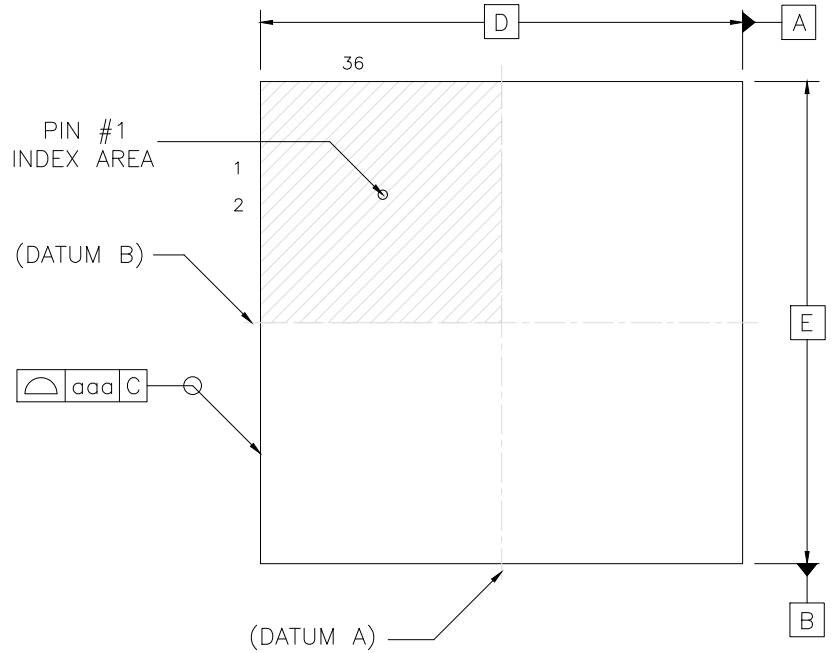 D
A
36
PIN #1
INDEX AREA
1
2
(DATUM B)
E
aaa C
B
(DATUM A)